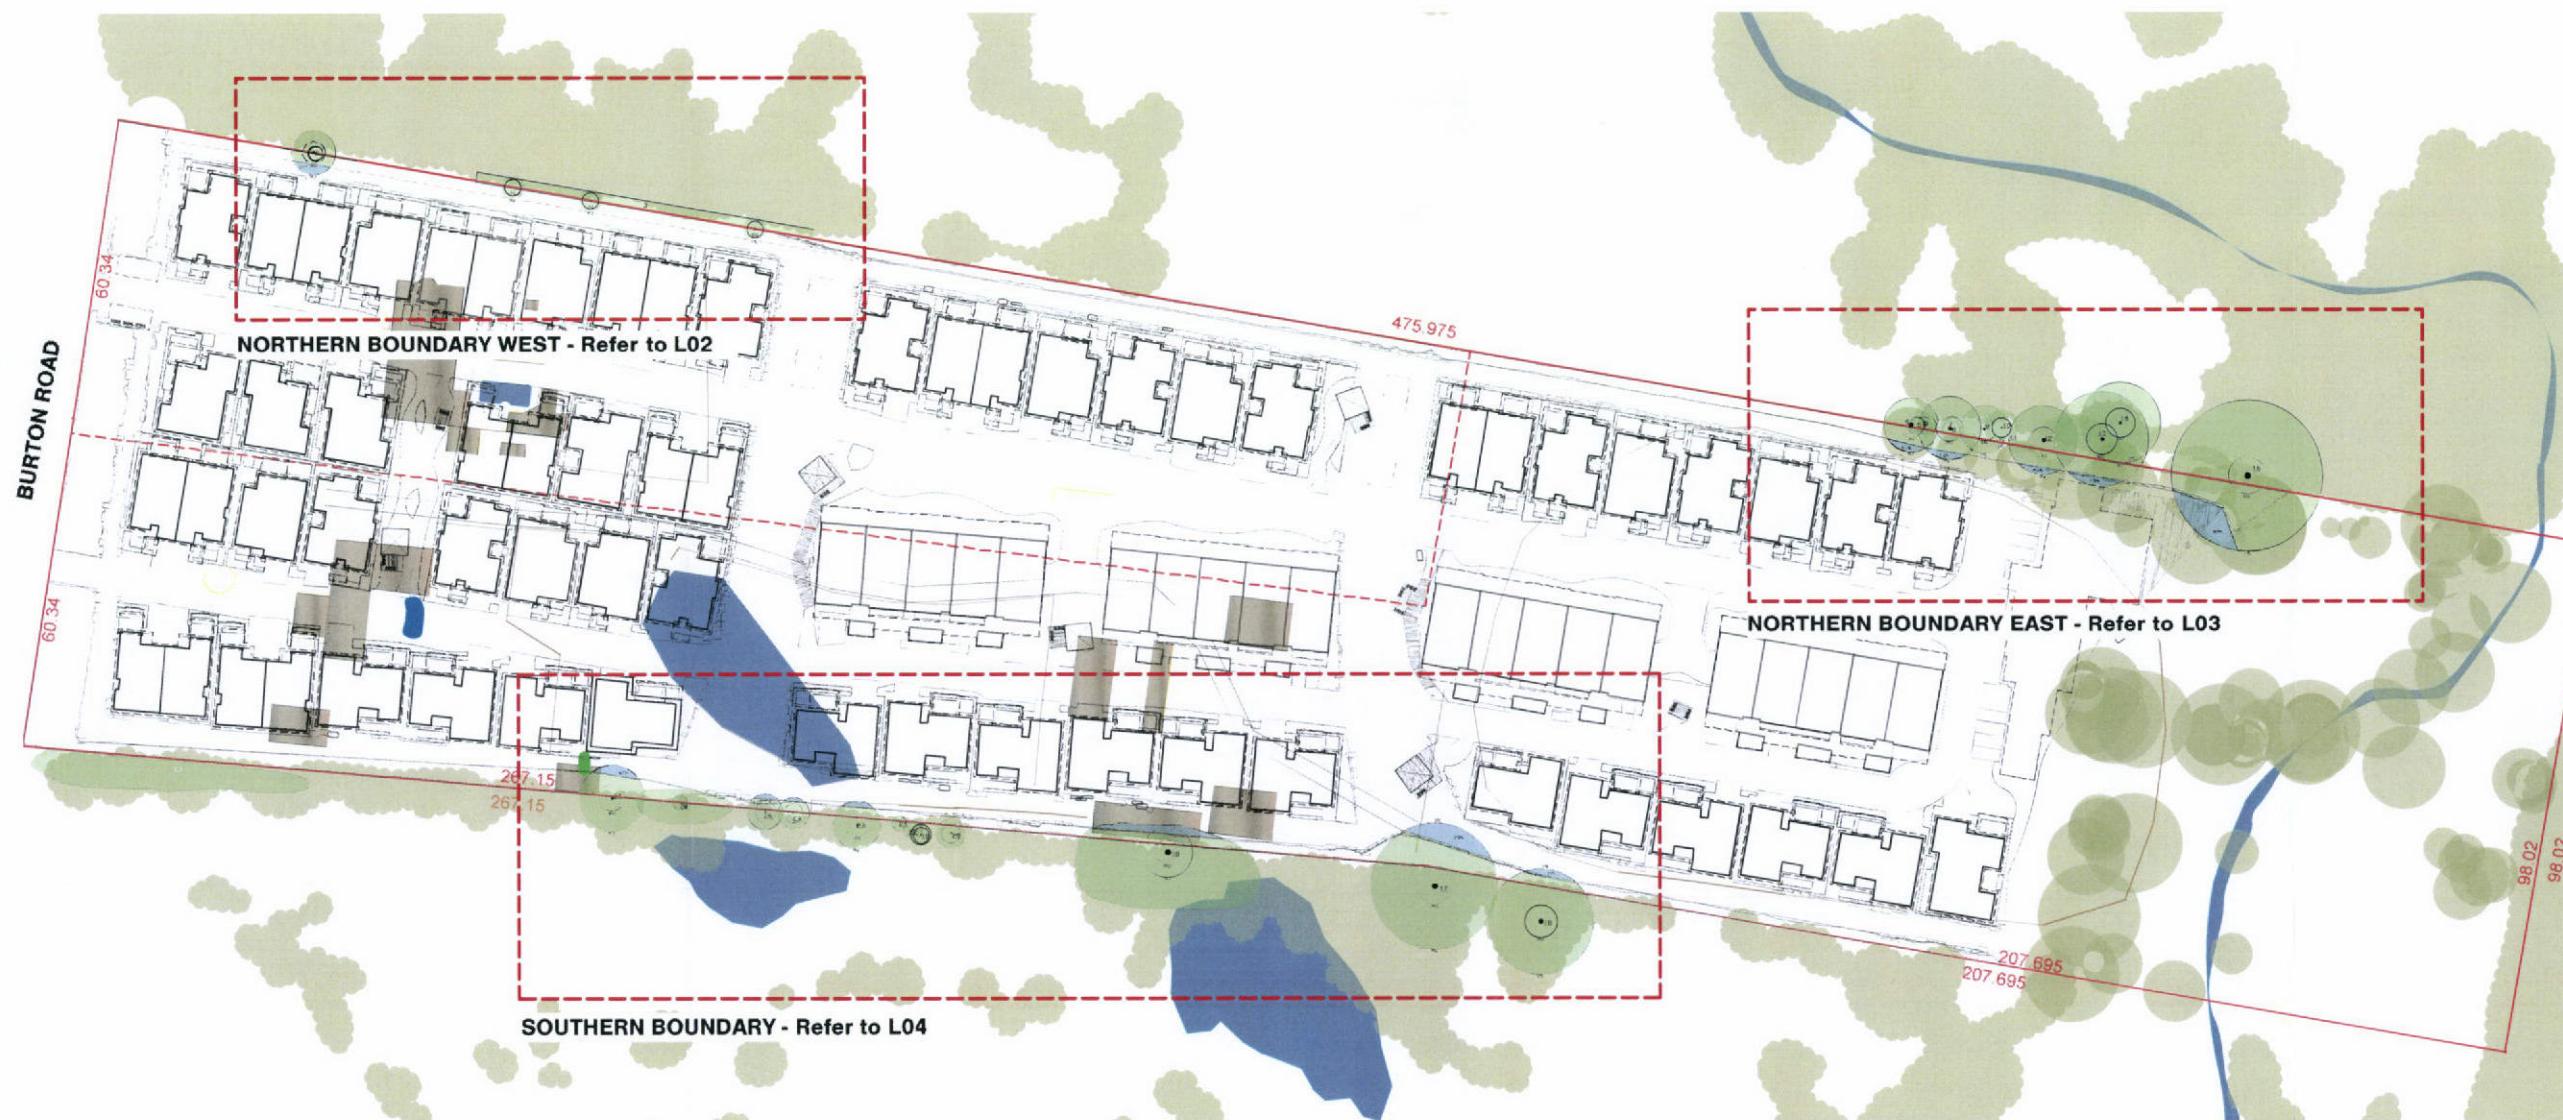 475.975
60.34
NORTHERN BOUNDARY WEST - Refer to L02
BURTON ROAD
60.34
NORTHERN BOUNDARY EAST - Refer to L03
267.15
267.15
98.02
98.02
207.695
207.695
SOUTHERN BOUNDARY - Refer to L04